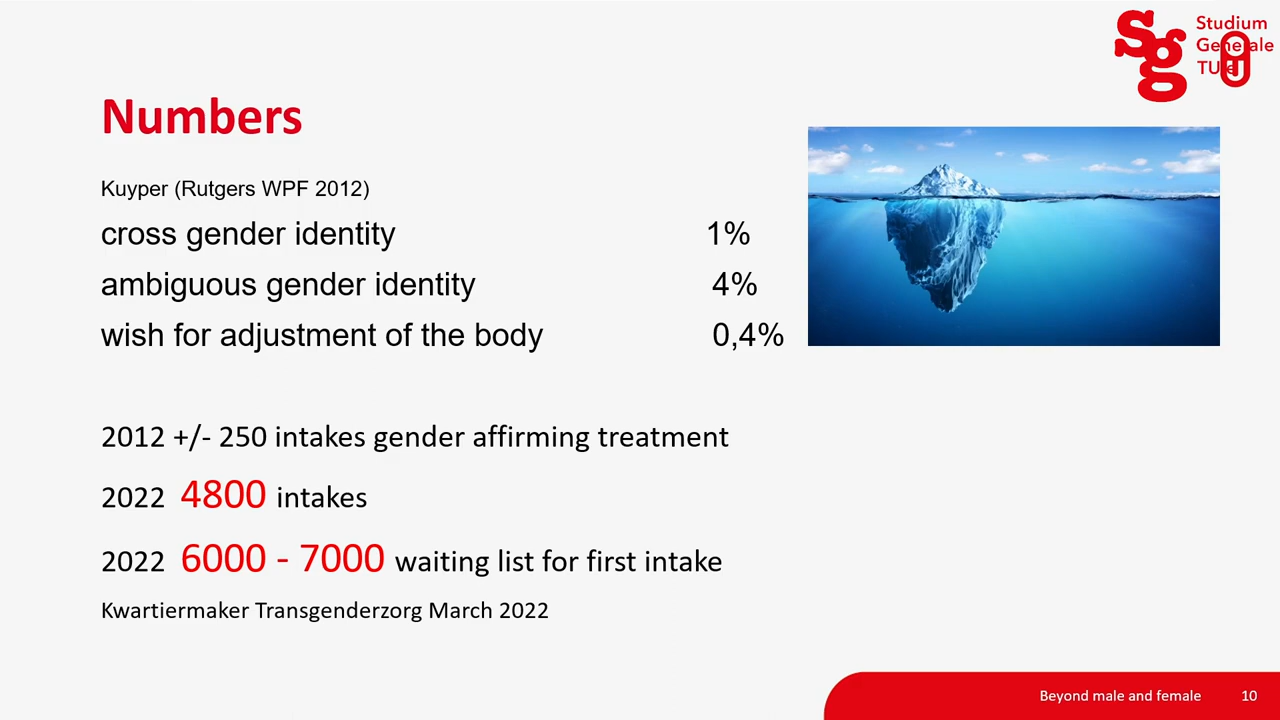 Studium
Generale
TU/e
Numbers
Kuyper (Rutgers WPF 2012)
cross gender identity 1%
ambiguous gender identity 4%
wish for adjustment of the body 0,4%
2012 +/- 250 intakes gender affirming treatment
2022 4800 intakes
2022 6000 - 7000 waiting list for first intake
Kwartiermaker Transgenderzorg March 2022
Beyond male and female 10